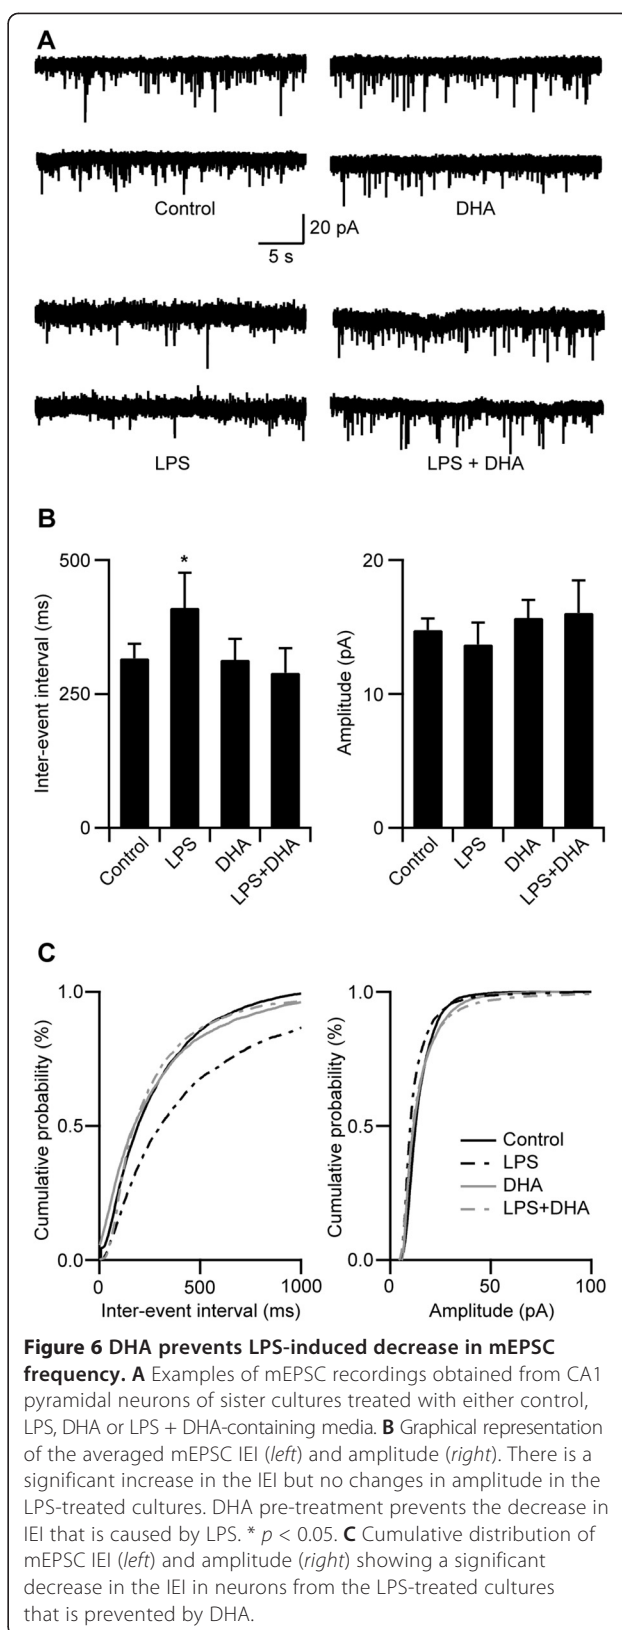 A
Control
DHA
20 pA
5 s
LPS
LPS + DHA
B
500
250
0
Inter-event interval (ms)
*
Control
LPS
DHA
LPS+DHA
20
10
0
Amplitude (pA)
Control
LPS
DHA
LPS+DHA
C
1.0
0.5
0.0
Cumulative probability (%)
0
500
1000
Inter-event interval (ms)
1.0
0.5
0.0
Cumulative probability (%)
Control
LPS
DHA
LPS+DHA
0
50
100
Amplitude (pA)
Figure 6 DHA prevents LPS-induced decrease in mEPSC
frequency. A Examples of mEPSC recordings obtained from CA1
pyramidal neurons of sister cultures treated with either control,
LPS, DHA or LPS + DHA-containing media. B Graphical representation
of the averaged mEPSC IEI (left) and amplitude (right). There is a
significant increase in the IEI but no changes in amplitude in the
LPS-treated cultures. DHA pre-treatment prevents the decrease in
IEI that is caused by LPS. * p < 0.05. C Cumulative distribution of
mEPSC IEI (left) and amplitude (right) showing a significant
decrease in the IEI in neurons from the LPS-treated cultures
that is prevented by DHA.